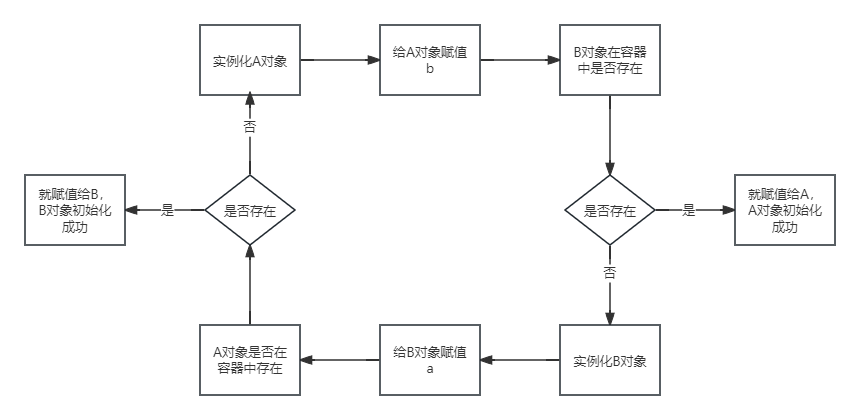 实例化A对象
给A对象赋值
b
B对象在容器
中是否存在
否
就赋值给B，
B对象初始化
成功
是
是否存在
是否存在
是
就赋值给A，
A对象初始化
成功
否
A对象是否在
容器中存在
给B对象赋值
a
实例化B对象